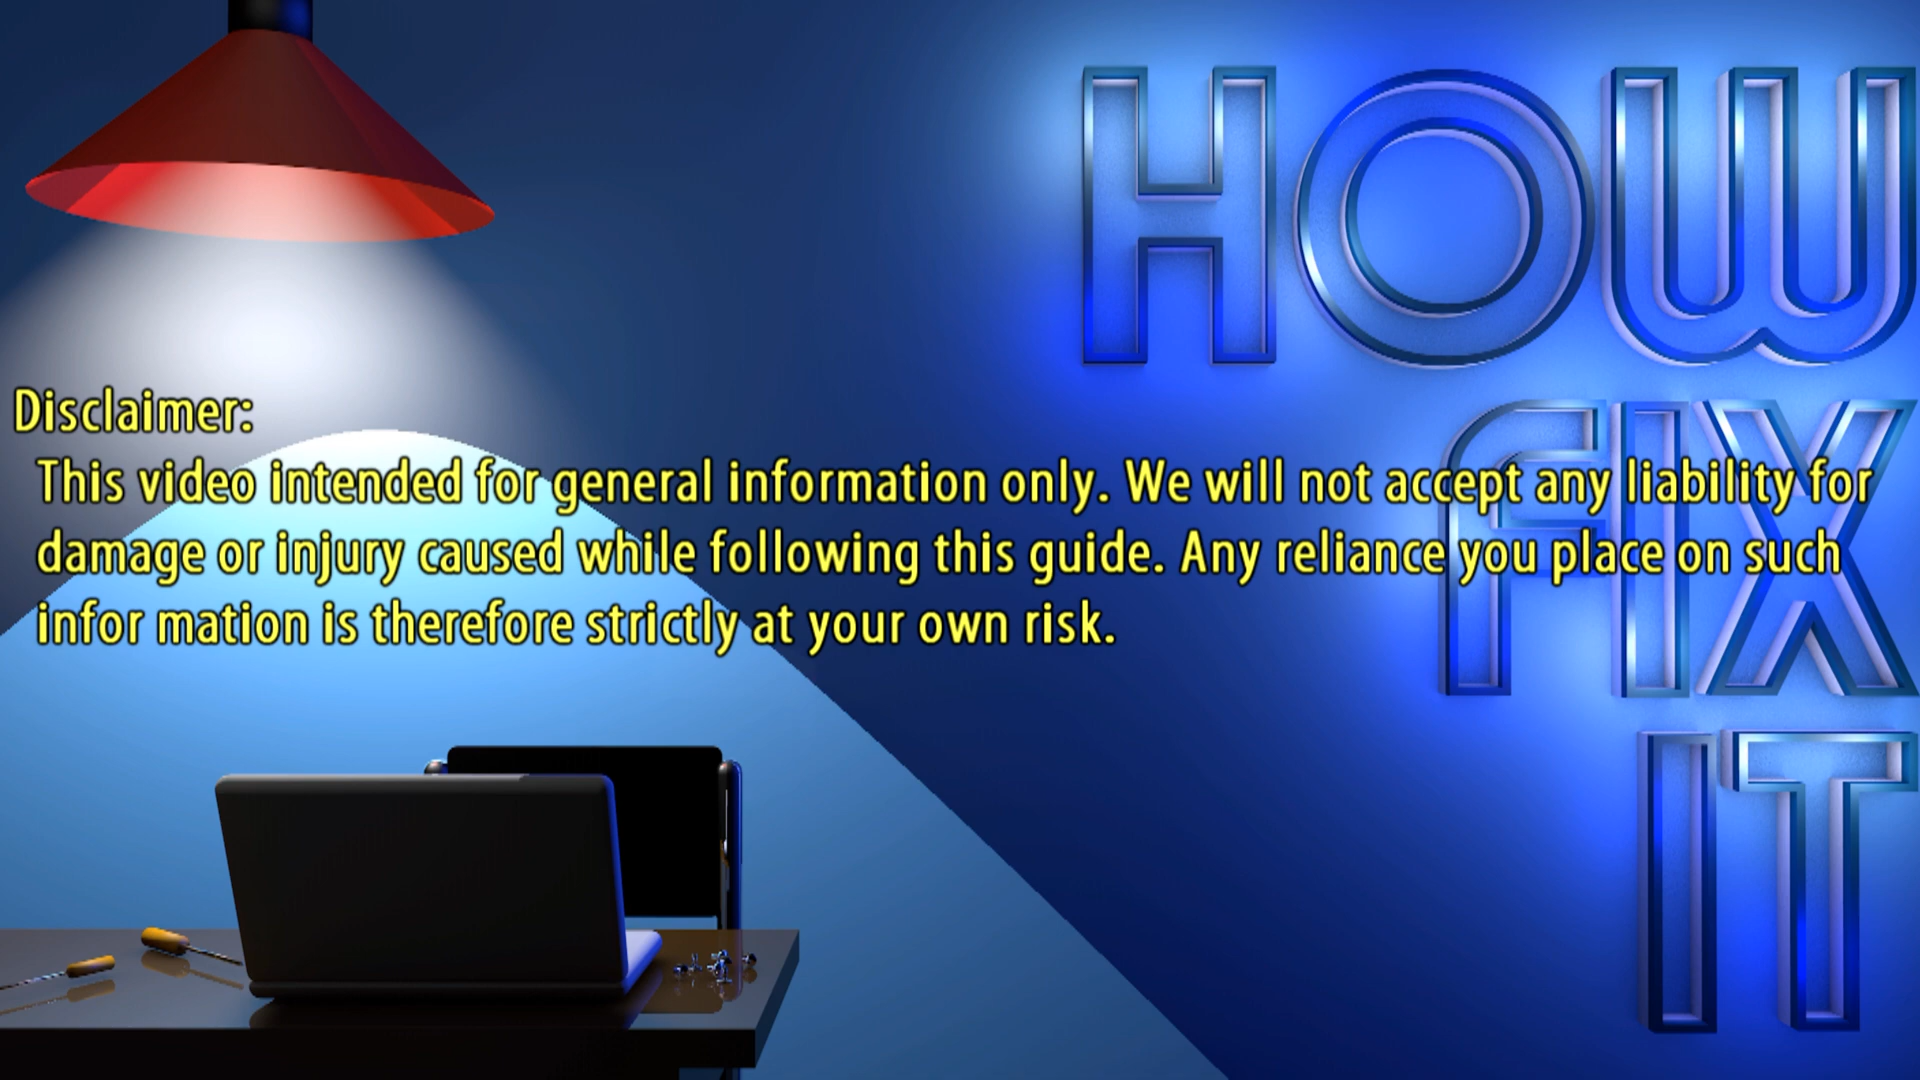 HOW
FIX
IT
Disclaimer:
This video intended for general information only. We will not accept any liability for
damage or injury caused while following this guide. Any reliance you place on such
infor mation is therefore strictly at your own risk.